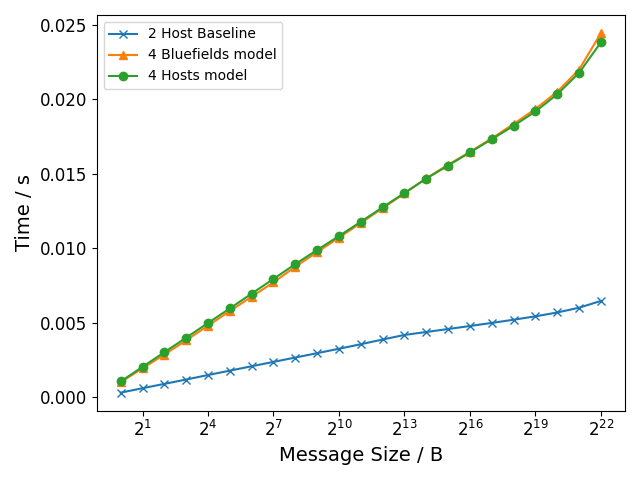 0.025
0.020
0.015
0.010
0.005
0.000
Time / s
2 Host Baseline
4 Bluefields model
4 Hosts model
2^1 2^4 2^7 2^10 2^13 2^16 2^19 2^22
Message Size / B